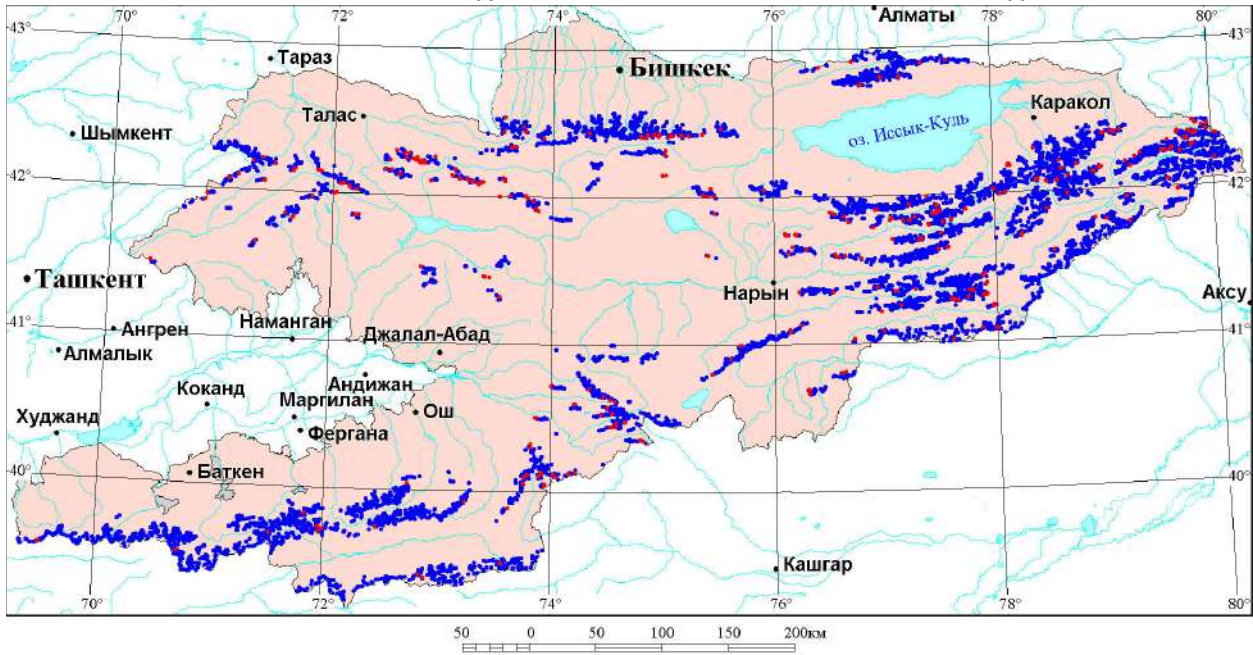 70° 72° 74° 76° 78° 80°
43° Алматы 43°
Тараз
Бишкек
Талас Каракол
Шымкент
оз. Иссык-Куль
42° 42°
Ташкент Нарын Аксу
Наманган
41° Ангрен Джалал-Абад 41°
Алмалык
Андижан
Коканд
Маргилан
Худжанд Ош
Фергана
40° Баткен 40°
Кашгар
70° 72° 74° 76° 78° 80°
50 0 50 100 150 200км